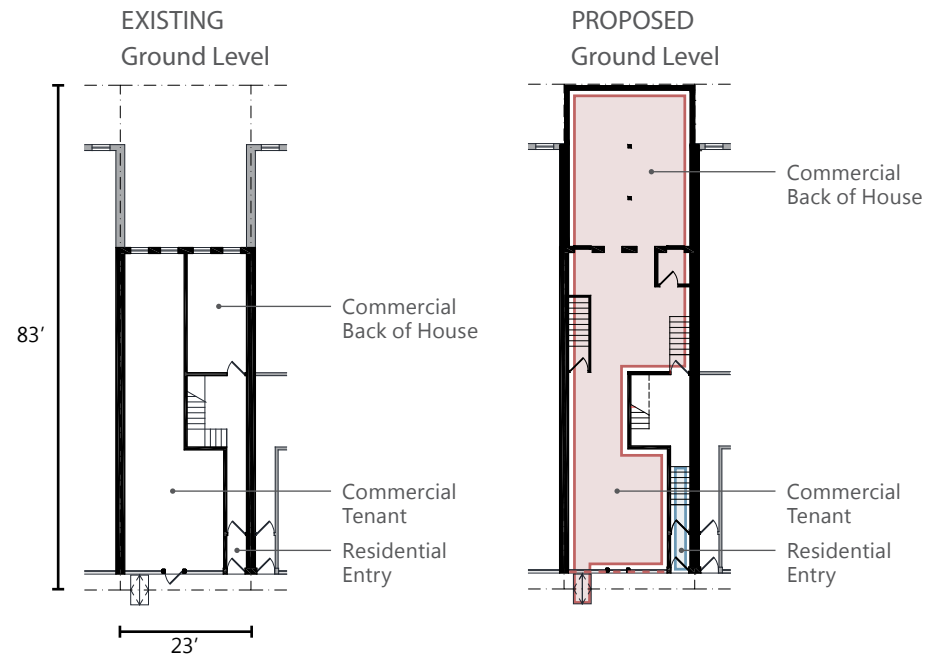 EXISTING
Ground Level
83’
Commercial
Back of House
Commercial
Tenant
Residential
Entry
23’
PROPOSED
Ground Level
Commercial
Back of House
Commercial
Tenant
Residential
Entry